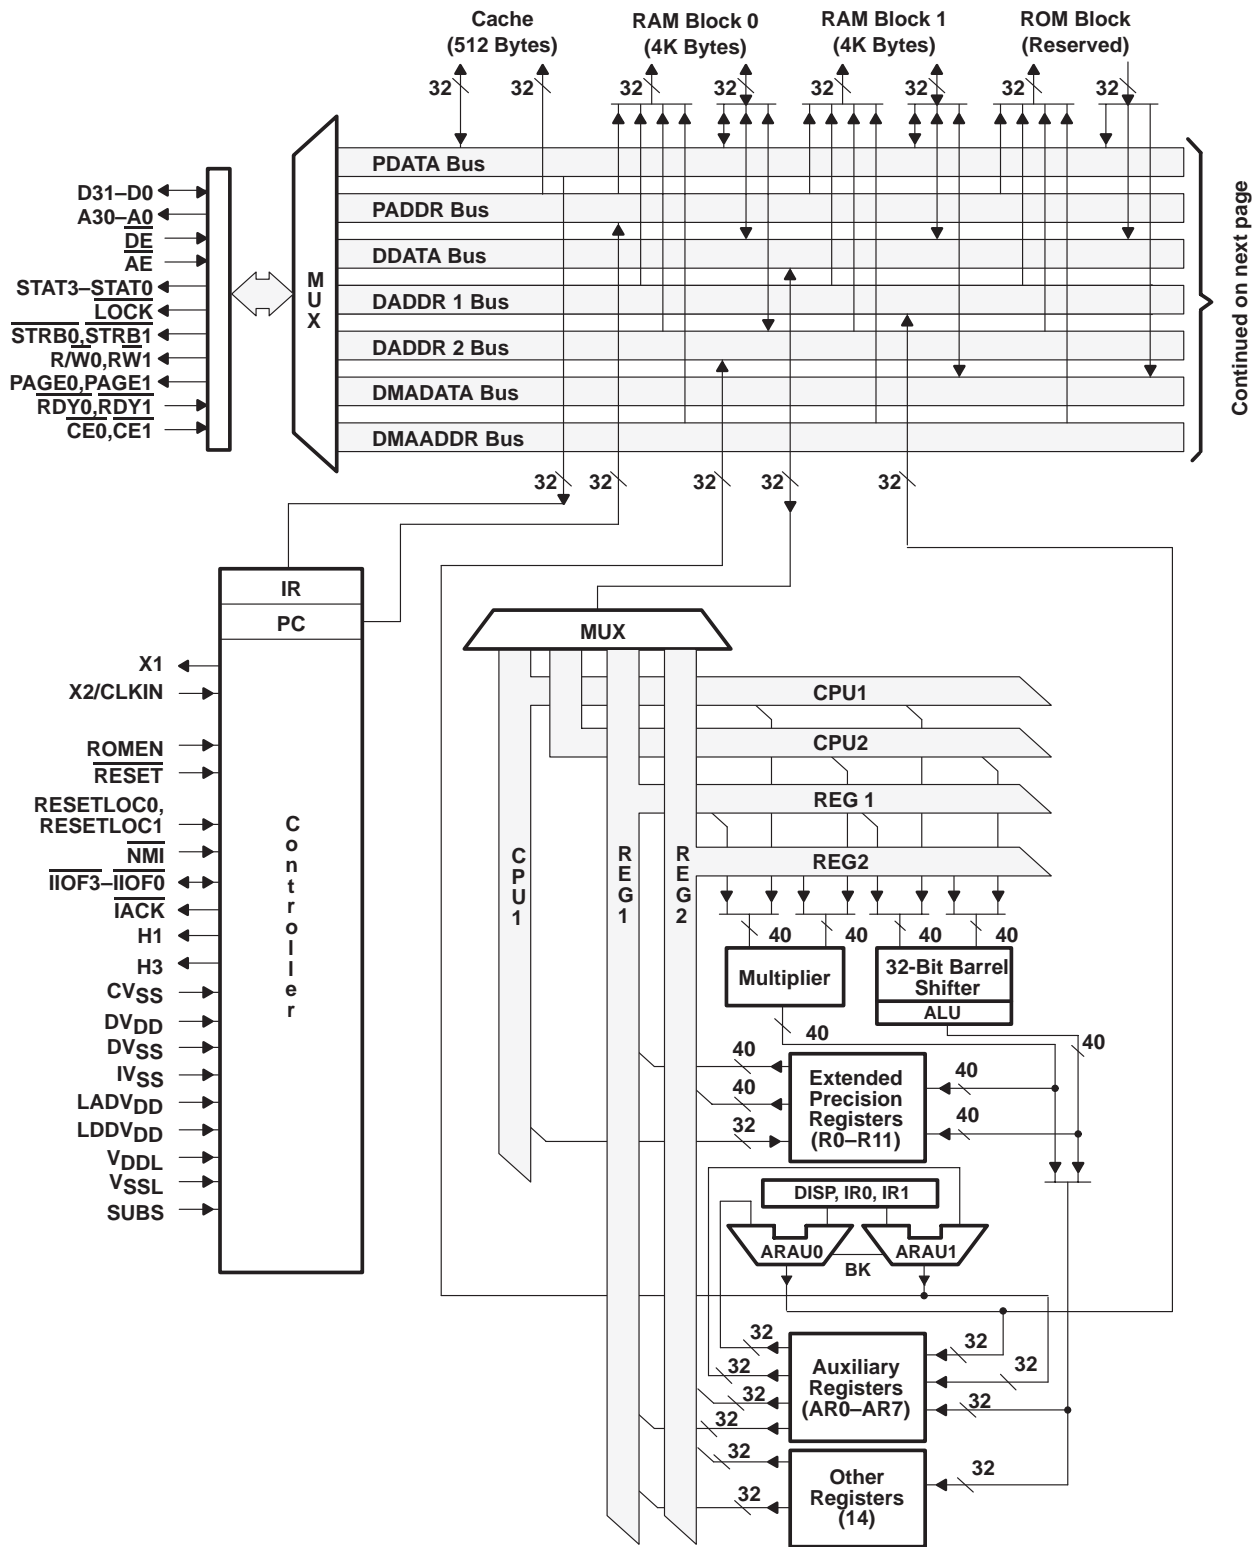 Cache
(512 Bytes)
RAM Block 0
(4K Bytes)
RAM Block 1
(4K Bytes)
ROM Block
(Reserved)
32
32
32
32
32
32
32
32
PDATA Bus
PADDR Bus
DDATA Bus
DADDR 1 Bus
DADDR 2 Bus
DMADATA Bus
DMAADDR Bus
MUX
Continued on next page
D31–D0
A30–A0
DE
AE
STAT3–STAT0
LOCK
STRB0,STRB1
R/W0,RW1
PAGE0,PAGE1
RDY0,RDY1
CE0,CE1
32
32
32
32
32
IR
PC
Controller
X1
X2/CLKIN
ROMEN
RESET
RESETLOC0,
RESETLOC1
NMI
IIOF3–IIOF0
IACK
H1
H3
CVSS
DVDD
DVSS
IVSS
LADVDD
LDDVDD
VDDL
VSSL
SUBS
MUX
CPU1
CPU2
REG 1
REG2
CPU1
REG1
REG2
40
40
40
40
Multiplier
32-Bit Barrel
Shifter
ALU
40
40
40
40
32
Extended
Precision
Registers
(R0–R11)
40
40
DISP, IR0, IR1
ARAU0
ARAU1
BK
32
32
32
32
Auxiliary
Registers
(AR0–AR7)
32
32
32
32
32
Other
Registers
(14)
32